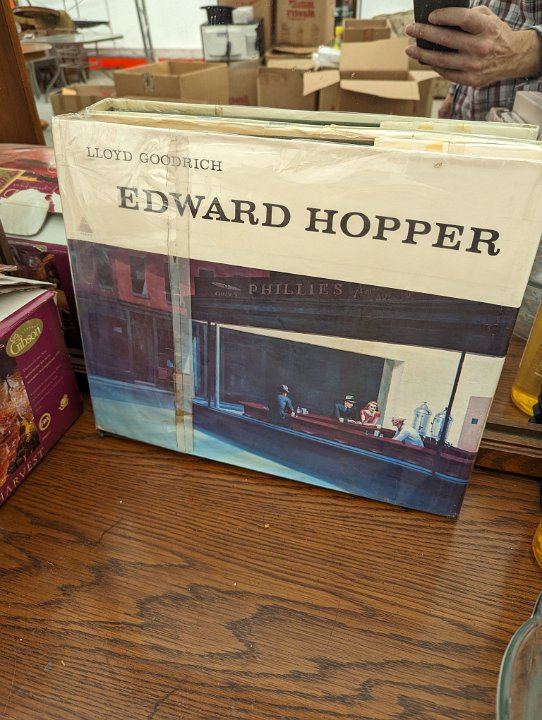 LLOYD GOODRICH
EDWARD HOPPER
PHILLIES
Gibson
HARVEST